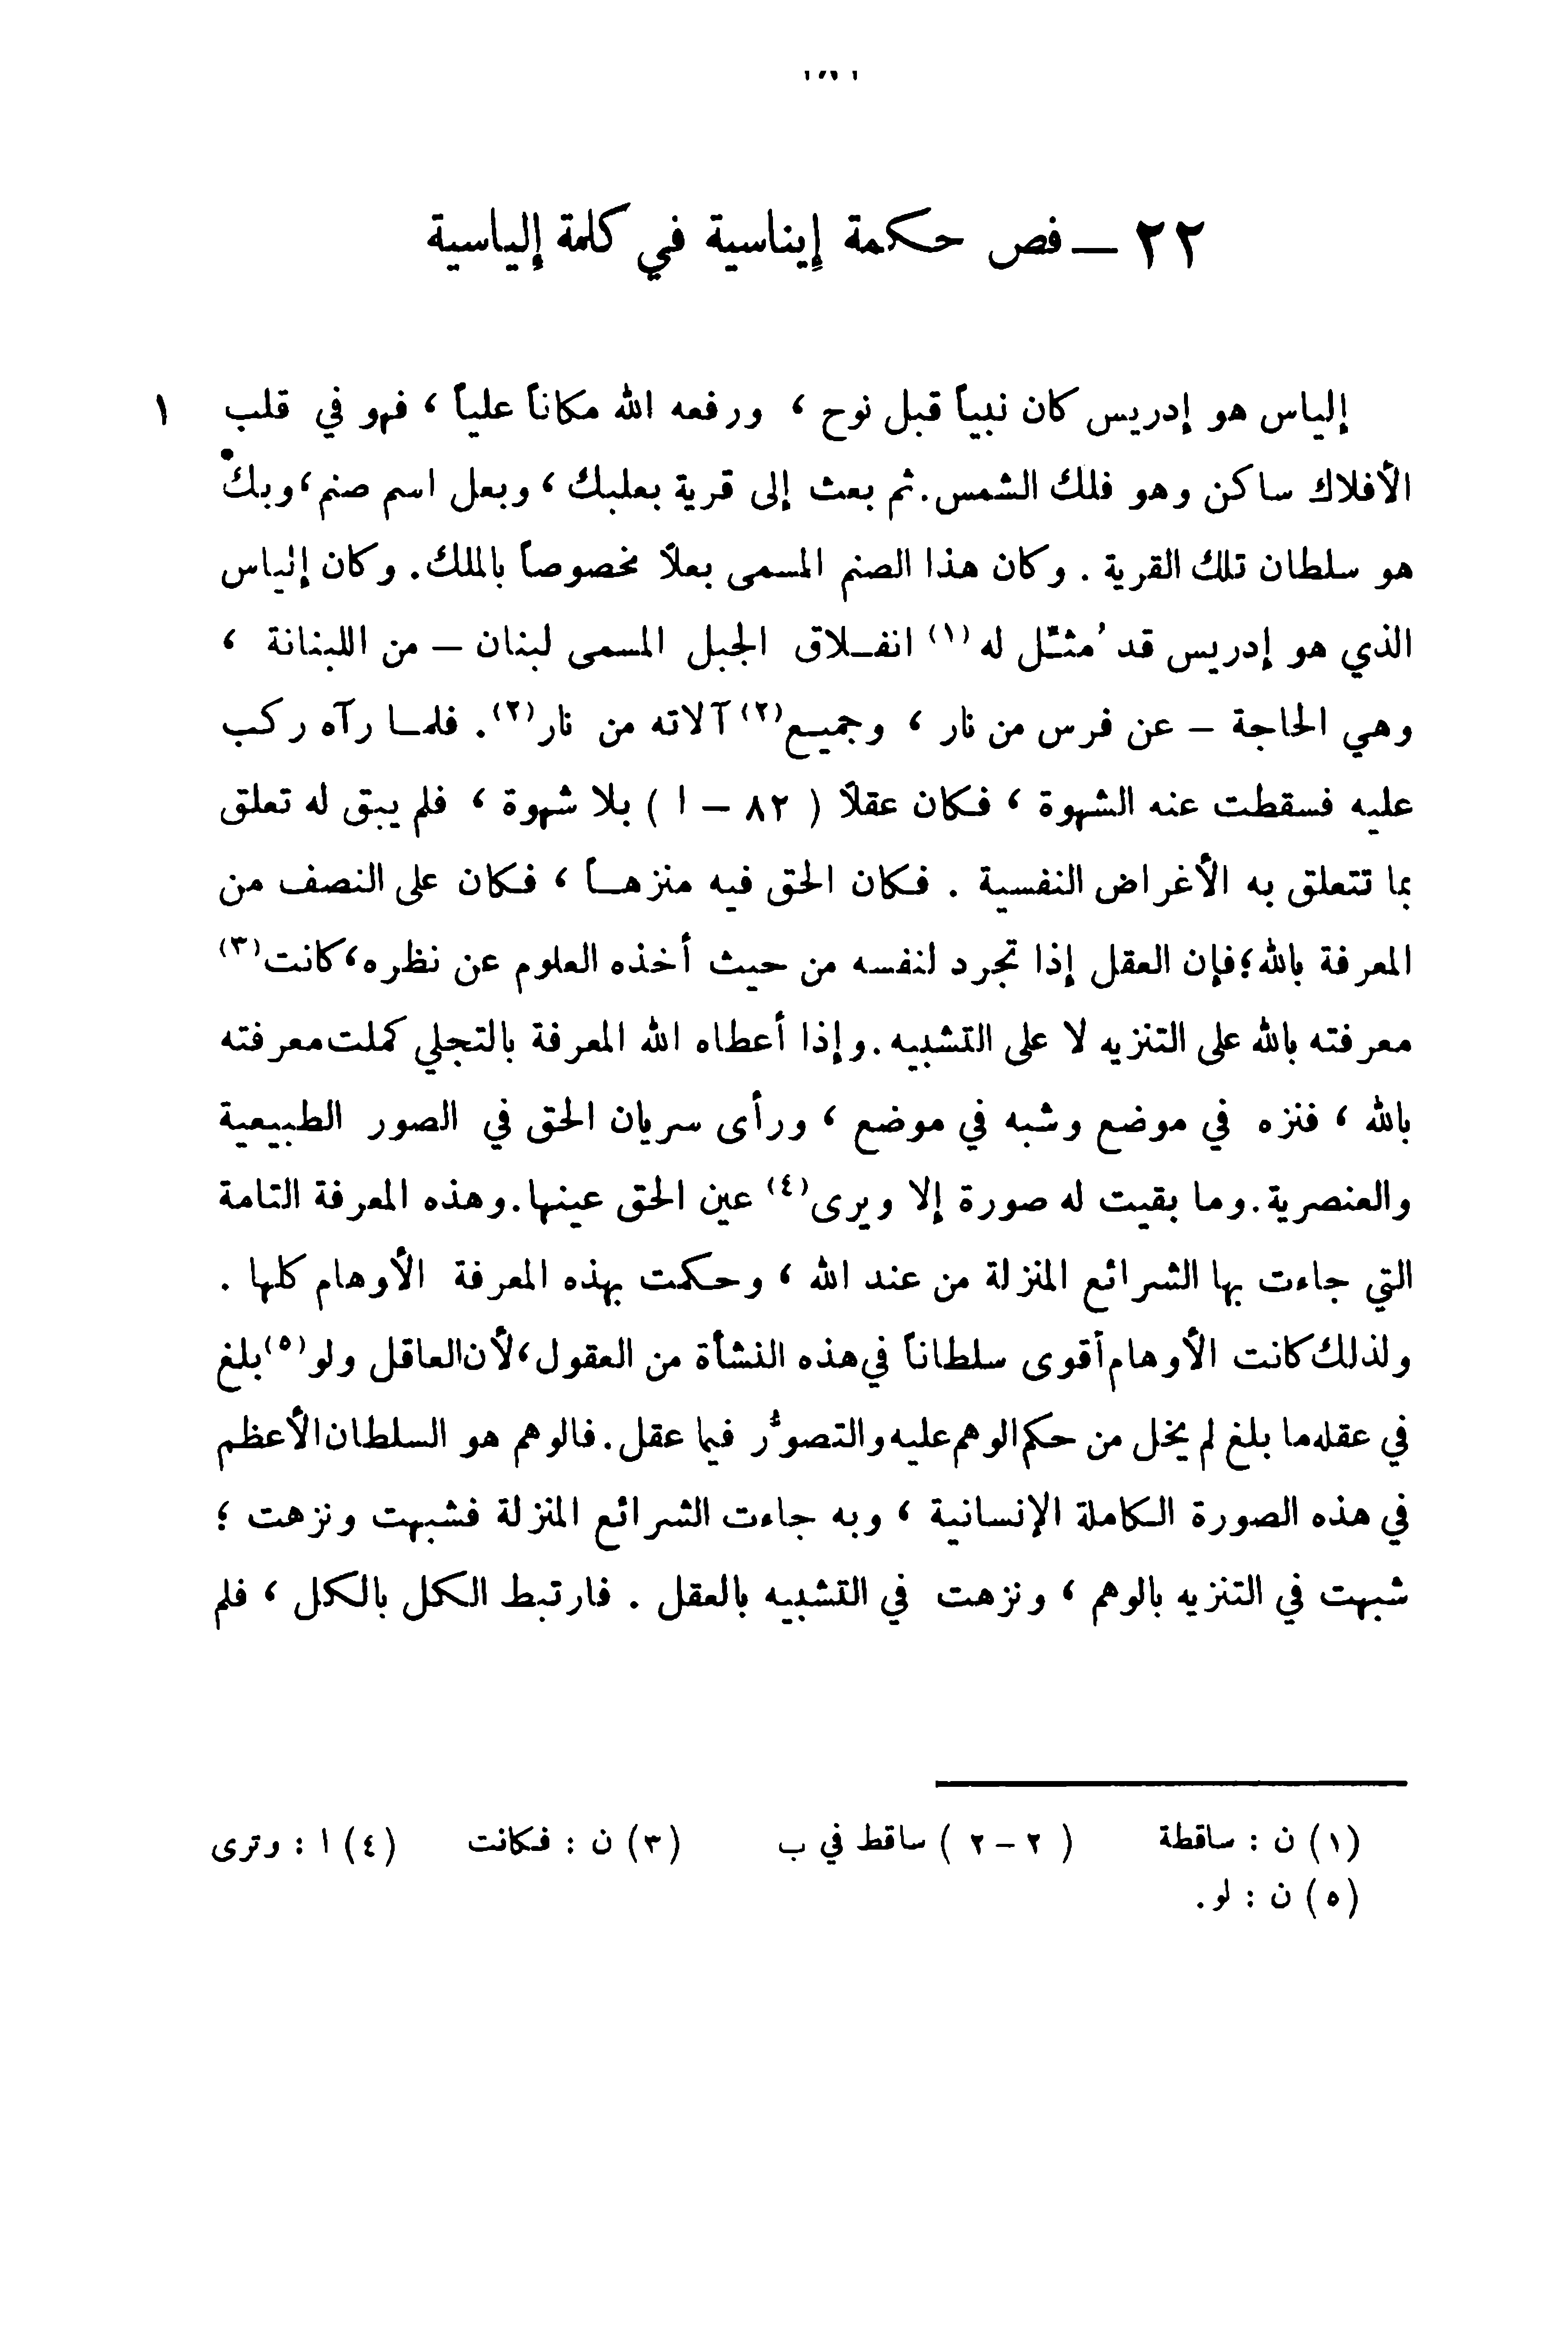 ٢٢ — فص حكمة إيناسية في كلمة إلياسية
إلياس هو إدريس كان نبياً قبل نوح ، ورفعه الله مكاناً علياً ، فهو في قلب ١
الأفلاك ساكن وهو فلك الشمس. ثم بعث إلى قرية بعلبك ، وبعل اسم صنم ، وبكْ
هو سلطان تلك القرية . وكان هذا الصنم المسمى بعلاً مخصوصاً بالملك. وكان إلياس
الذي هو إدريس قد مُثـّل له (١) انفـلاق الجبل المسمى لبنان – من اللبنانة ،
وهي الحاجة – عن فرس من نار ، وجميـع(٢) آلاته من نار(٢). فلمـا رآه ركب
عليه فسقطت عنه الشهوة ، فكان عقلاً ( ٨٢ – ا ) بلا شهوة ، فلم يبق له تعلق
بما تتعلق به الأغراض النفسية . فكان الحق فيه منزهـاً ، فكان على النصف من
المعرفة بالله؛ فإن العقل إذا تجرد لنفسه من حيث أخذه العلوم عن نظره، كانت(٣)
معرفته بالله على التنزيه لا على التشبيه. وإذا أعطاه الله المعرفة بالتجلي كملت معرفته
بالله ، فنزه في موضع وشبه في موضع ، ورأى سريان الحق في الصور الطبيعية
والعنصرية. وما بقيت له صورة إلا ويرى(٤) عين الحق عينها. وهذه المعرفة التامة
التي جاءت بها الشرائع المنزلة من عند الله ، وحكمت بهذه المعرفة الأوهام كلها .
ولذلك كانت الأوهام أقوى سلطاناً في هذه النشأة من العقول، لأن العاقل ولو(٥) بلغ
في عقله ما بلغ لم يخل من حكم الوهم عليه والتصوُّر فيما عقل. فالوهم هو السلطان الأعظم
في هذه الصورة الكاملة الإنسانية ، وبه جاءت الشرائع المنزلة فشبهت ونزهت ؛
شبهت في التنزيه بالوهم ، ونزهت في التشبيه بالعقل . فارتبط الكل بالكل ، فلم
(١) ن : ساقطة ( ٢ – ٢ ) ساقط في ب (٣) ن : فكانت (٤) ا : وترى
(٥) ن : لو .